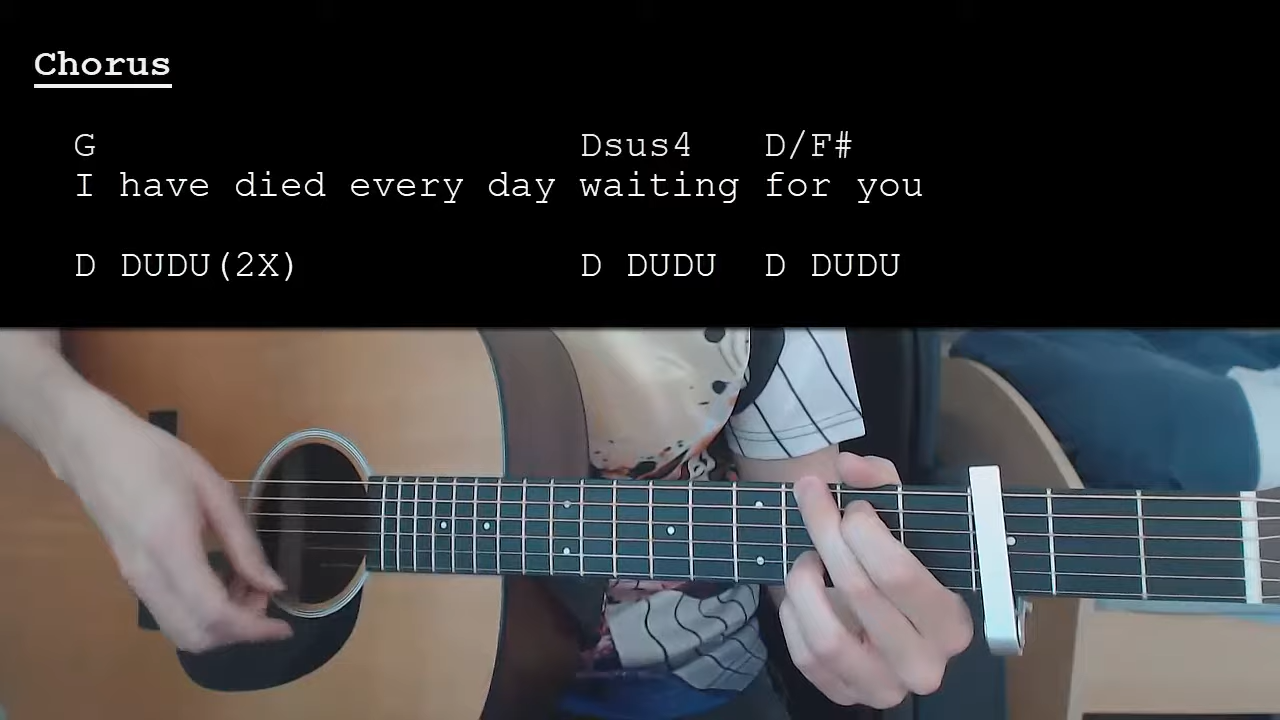 Chorus
G Dsus4 D/F#
I have died every day waiting for you
D DUDU(2X) D DUDU D DUDU